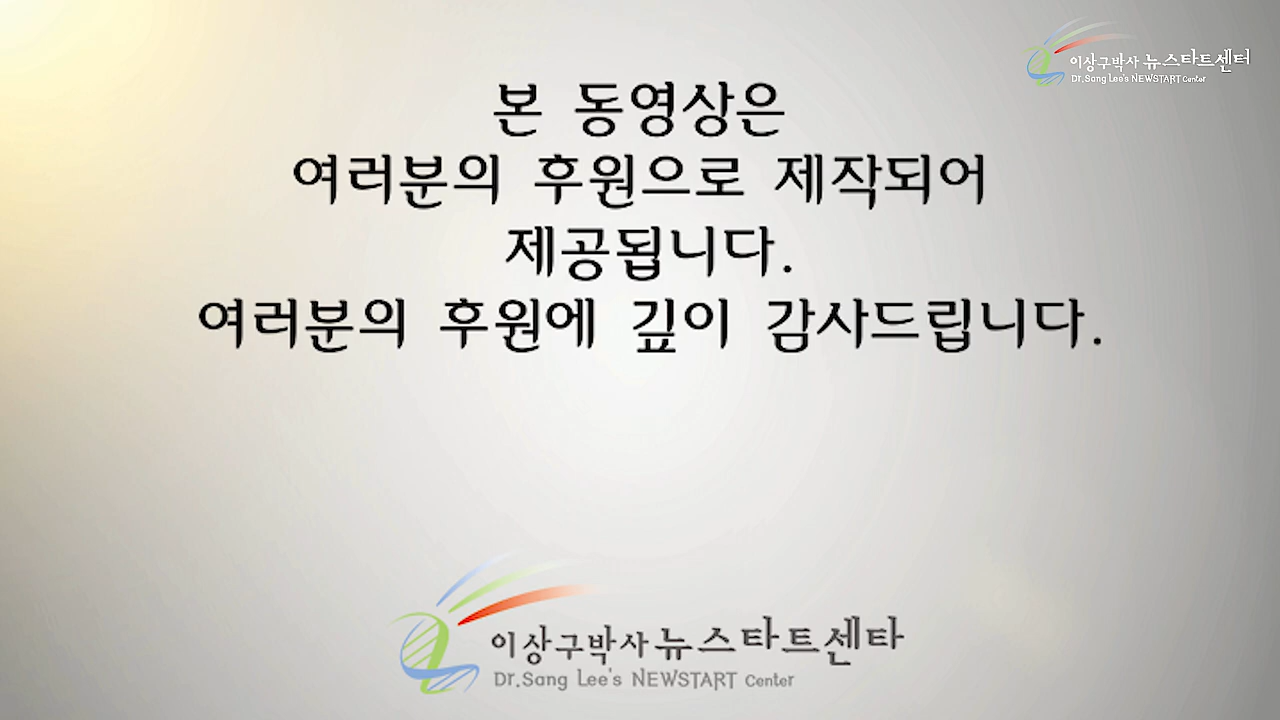 이상구박사 뉴스타트센터
Dr.Sang Lee's NEWSTART Center
본 동영상은
여러분의 후원으로 제작되어
제공됩니다.
여러분의 후원에 깊이 감사드립니다.
이상구박사 뉴스타트센타
Dr.Sang Lee's NEWSTART Center